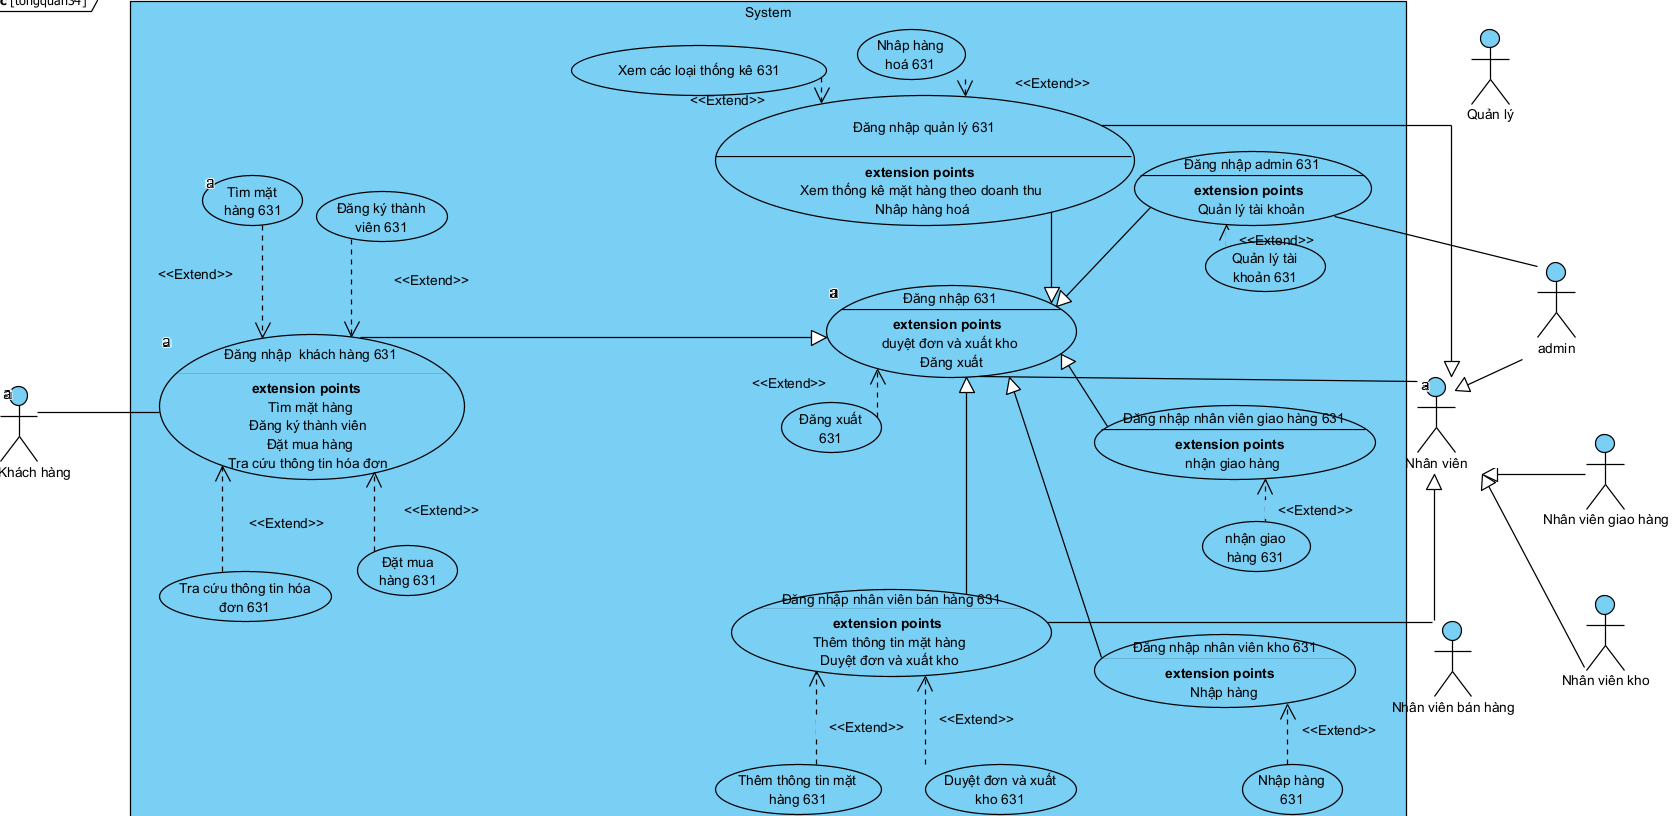 c [tongquan34]
System
Xem các loại thống kê 631
Nhâp hàng
hoá 631
<<Extend>>
<<Extend>>
Đăng nhập quản lý 631
extension points
Xem thống kê mặt hàng theo doanh thu
Nhâp hàng hoá
Quản lý
Đăng nhập admin 631
extension points
Quản lý tài khoản
<<Extend>>
Quản lý tài
khoản 631
admin
a
Tìm mặt
hàng 631
Đăng ký thành
viên 631
<<Extend>>
<<Extend>>
a
Đăng nhập 631
extension points
duyệt đơn và xuất kho
Đăng xuất
<<Extend>>
Đăng xuất
631
a
Đăng nhập khách hàng 631
extension points
Tìm mặt hàng
Đăng ký thành viên
Đặt mua hàng
Tra cứu thông tin hóa đơn
a
Khách hàng
<<Extend>>
<<Extend>>
Tra cứu thông tin hóa
đơn 631
Đặt mua
hàng 631
Đăng nhập nhân viên giao hàng 631
extension points
nhận giao hàng
<<Extend>>
nhận giao
hàng 631
a
Nhân viên
Nhân viên giao hàng
Đăng nhập nhân viên bán hàng 631
extension points
Thêm thông tin mặt hàng
Duyệt đơn và xuất kho
<<Extend>>
<<Extend>>
Thêm thông tin mặt
hàng 631
Duyệt đơn và xuất
kho 631
Đăng nhập nhân viên kho 631
extension points
Nhập hàng
<<Extend>>
Nhập hàng
631
Nhân viên bán hàng
Nhân viên kho